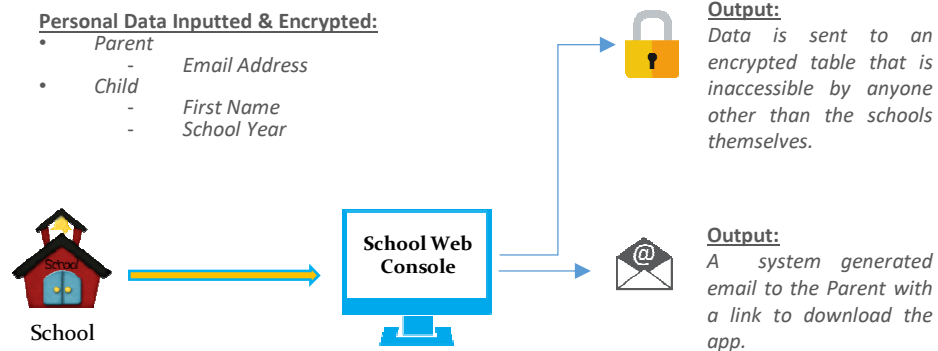 Personal Data Inputted & Encrypted:
• Parent
- Email Address
• Child
- First Name
- School Year
Output:
Data is sent to an
encrypted table that is
inaccessible by anyone
other than the schools
themselves.
School
School
School Web
Console
@
Output:
A system generated
email to the Parent with
a link to download the
app.